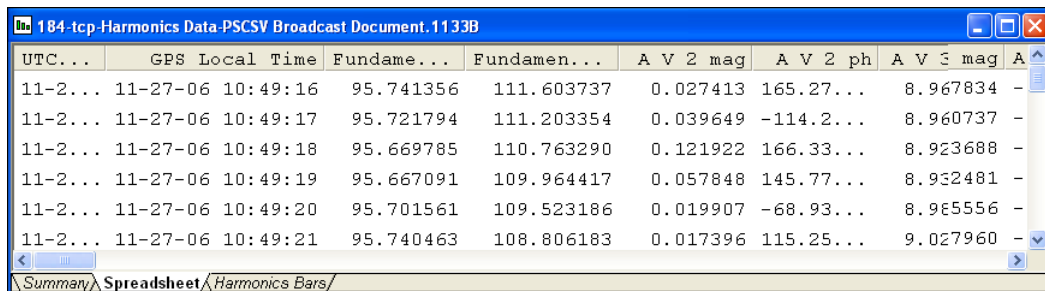 184-tcp-Harmonics Data-PSCSV Broadcast Document.1133B
UTC... GPS Local Time Fundame... Fundamen... A V 2 mag A V 2 ph A V 3 mag A
11-2... 11-27-06 10:49:16 95.741356 111.603737 0.027413 165.27... 8.967834 -
11-2... 11-27-06 10:49:17 95.721794 111.203354 0.039649 -114.2... 8.960737 -
11-2... 11-27-06 10:49:18 95.669785 110.763290 0.121922 166.33... 8.923688 -
11-2... 11-27-06 10:49:19 95.667091 109.964417 0.057848 145.77... 8.932481 -
11-2... 11-27-06 10:49:20 95.701561 109.523186 0.019907 -68.93... 8.985556 -
11-2... 11-27-06 10:49:21 95.740463 108.806183 0.017396 115.25... 9.027960 -
Summary Spreadsheet Harmonics Bars